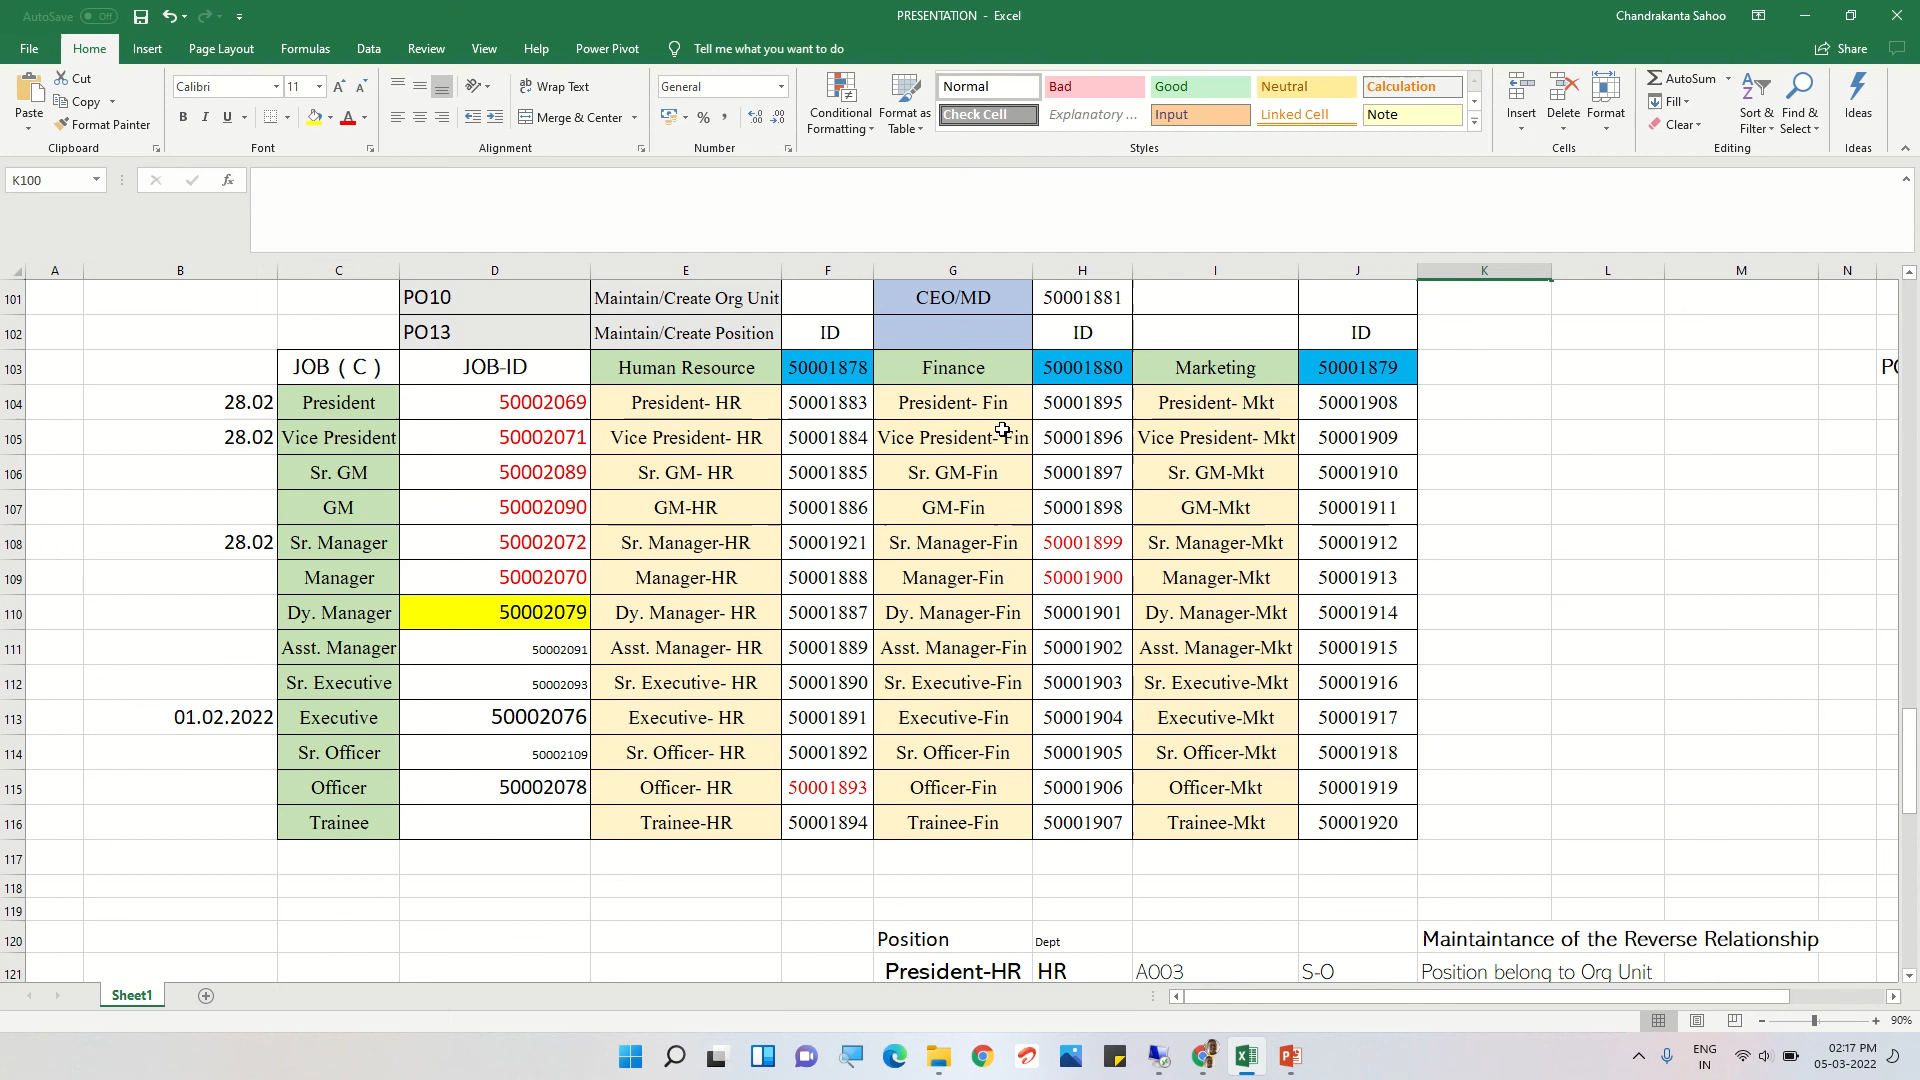 AutoSave Off PRESENTATION - Excel Chandrakanta Sahoo
File Home Insert Page Layout Formulas Data Review View Help Power Pivot Tell me what you want to do Share
Cut Calibri 11 Wrap Text General Normal Bad Good Neutral Calculation AutoSum
Paste Copy Conditional Formatting Format as Table Insert Delete Format Fill Sort & Filter Find & Select Ideas
Format Painter B I U A Merge & Center % , Check Cell Explanatory ... Input Linked Cell Note Clear
Clipboard Font Alignment Number Styles Cells Editing Ideas
K100 fx
A B C D E F G H I J K L M N
101 PO10 Maintain/Create Org Unit CEO/MD 50001881
102 PO13 Maintain/Create Position ID ID ID
103 JOB ( C ) JOB-ID Human Resource 50001878 Finance 50001880 Marketing 50001879
104 28.02 President 50002069 President- HR 50001883 President- Fin 50001895 President- Mkt 50001908
105 28.02 Vice President 50002071 Vice President- HR 50001884 Vice President- Fin 50001896 Vice President- Mkt 50001909
106 Sr. GM 50002089 Sr. GM- HR 50001885 Sr. GM-Fin 50001897 Sr. GM-Mkt 50001910
107 GM 50002090 GM-HR 50001886 GM-Fin 50001898 GM-Mkt 50001911
108 28.02 Sr. Manager 50002072 Sr. Manager-HR 50001921 Sr. Manager-Fin 50001899 Sr. Manager-Mkt 50001912
109 Manager 50002070 Manager-HR 50001888 Manager-Fin 50001900 Manager-Mkt 50001913
110 Dy. Manager 50002079 Dy. Manager- HR 50001887 Dy. Manager-Fin 50001901 Dy. Manager-Mkt 50001914
111 Asst. Manager 50002091 Asst. Manager- HR 50001889 Asst. Manager-Fin 50001902 Asst. Manager-Mkt 50001915
112 Sr. Executive 50002093 Sr. Executive- HR 50001890 Sr. Executive-Fin 50001903 Sr. Executive-Mkt 50001916
113 01.02.2022 Executive 50002076 Executive- HR 50001891 Executive-Fin 50001904 Executive-Mkt 50001917
114 Sr. Officer 50002109 Sr. Officer- HR 50001892 Sr. Officer-Fin 50001905 Sr. Officer-Mkt 50001918
115 Officer 50002078 Officer- HR 50001893 Officer-Fin 50001906 Officer-Mkt 50001919
116 Trainee Trainee-HR 50001894 Trainee-Fin 50001907 Trainee-Mkt 50001920
117
118
119
120 Position Dept Maintaintance of the Reverse Relationship
121 President-HR HR A003 S-O Position belong to Org Unit
Sheet1
90%
ENG 02:17 PM
IN 05-03-2022